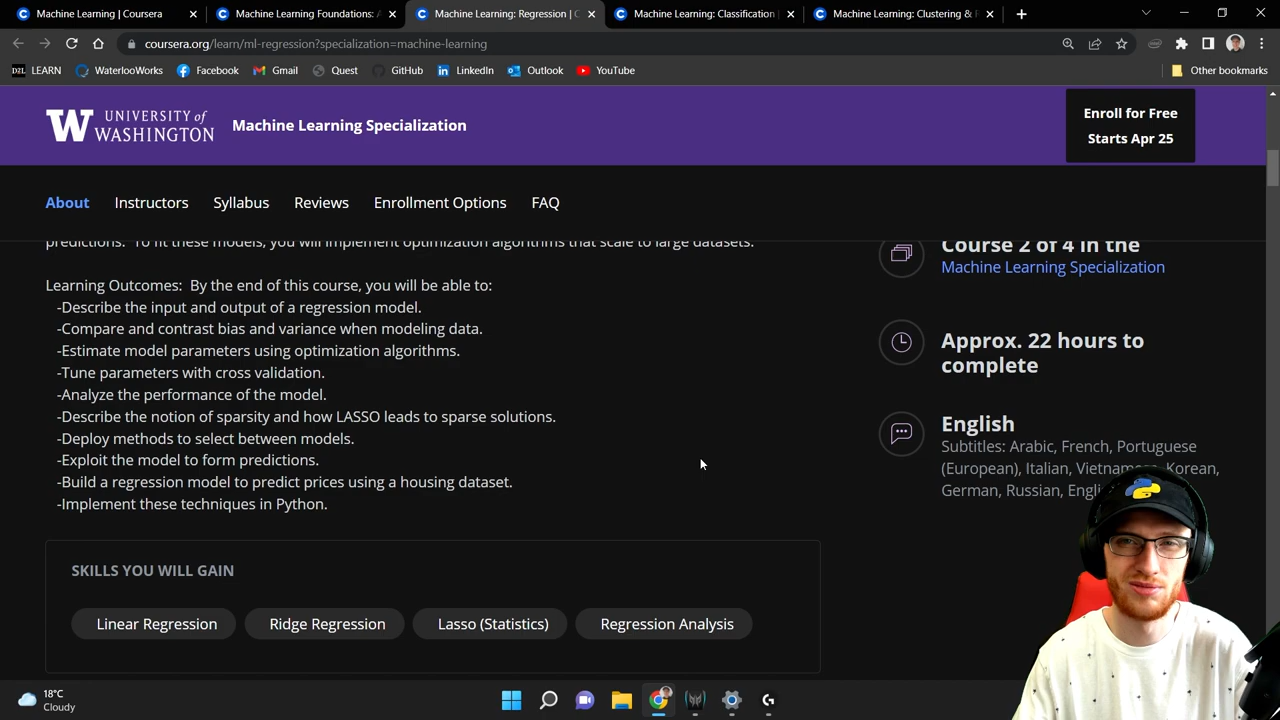 Machine Learning | Coursera
Machine Learning Foundations: A
Machine Learning: Regression | C
Machine Learning: Classification |
Machine Learning: Clustering & F
coursera.org/learn/ml-regression?specialization=machine-learning
D2L LEARN
WaterlooWorks
Facebook
Gmail
Quest
GitHub
LinkedIn
Outlook
YouTube
Other bookmarks
W UNIVERSITY of
WASHINGTON
Machine Learning Specialization
Enroll for Free
Starts Apr 25
About
Instructors
Syllabus
Reviews
Enrollment Options
FAQ
predictions. To fit these models, you will implement optimization algorithms that scale to large datasets.
Learning Outcomes: By the end of this course, you will be able to:
-Describe the input and output of a regression model.
-Compare and contrast bias and variance when modeling data.
-Estimate model parameters using optimization algorithms.
-Tune parameters with cross validation.
-Analyze the performance of the model.
-Describe the notion of sparsity and how LASSO leads to sparse solutions.
-Deploy methods to select between models.
-Exploit the model to form predictions.
-Build a regression model to predict prices using a housing dataset.
-Implement these techniques in Python.
Course 2 of 4 in the
Machine Learning Specialization
Approx. 22 hours to
complete
English
Subtitles: Arabic, French, Portuguese
(European), Italian, Vietnamese, Korean,
German, Russian,
SKILLS YOU WILL GAIN
Linear Regression
Ridge Regression
Lasso (Statistics)
Regression Analysis
18°C
Cloudy